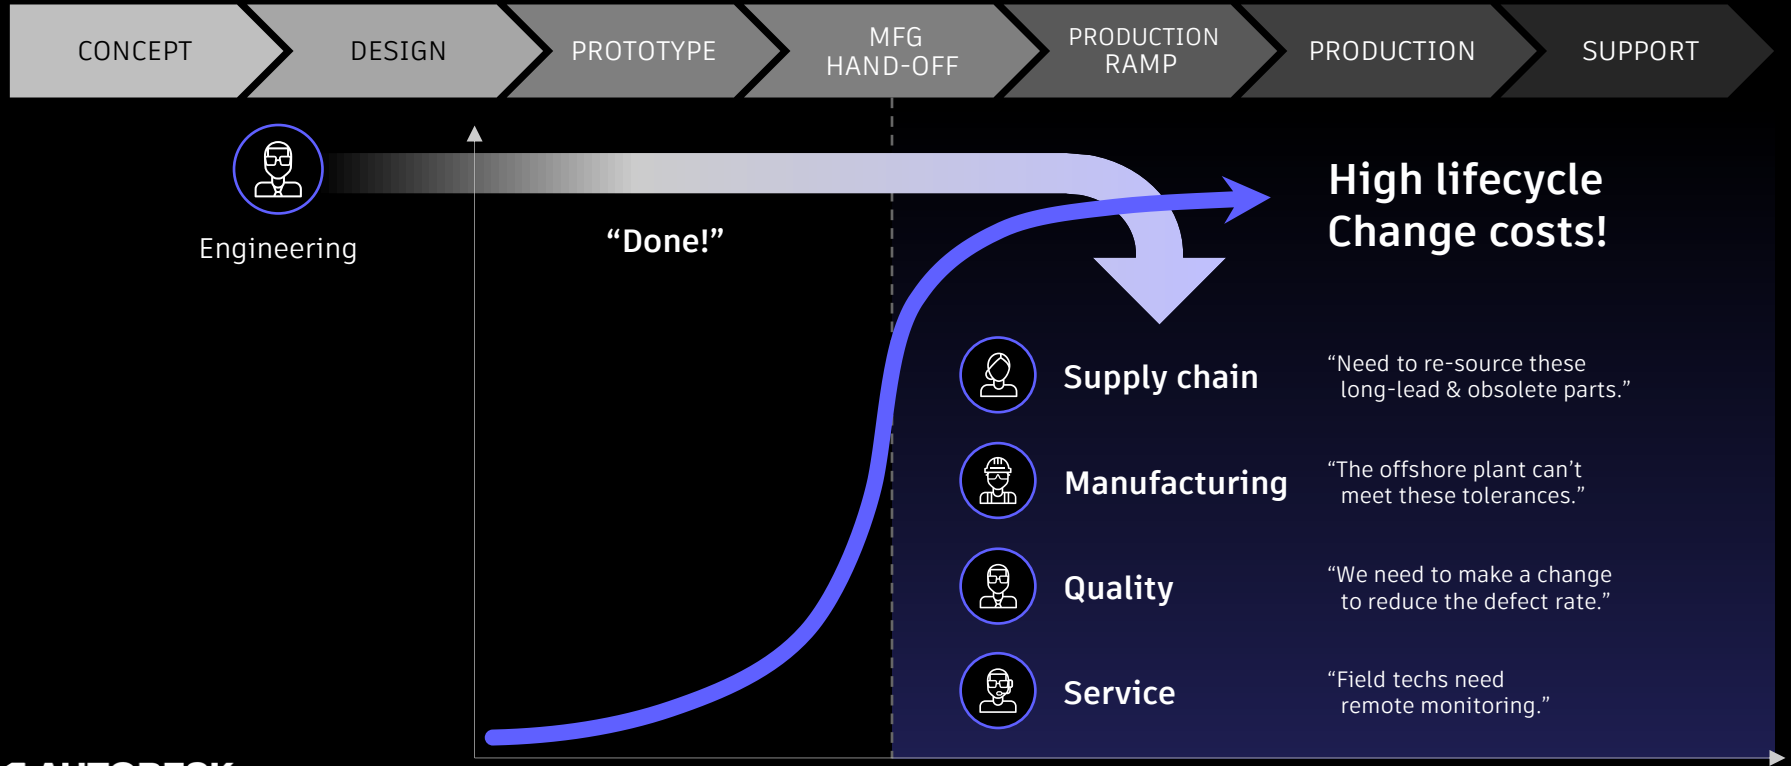 CONCEPT
DESIGN
PROTOTYPE
MFG
HAND-OFF
PRODUCTION
RAMP
PRODUCTION
SUPPORT
Engineering
“Done!”
High lifecycle
Change costs!
Supply chain
“Need to re-source these
long-lead & obsolete parts.”
Manufacturing
“The offshore plant can’t
meet these tolerances.”
Quality
“We need to make a change
to reduce the defect rate.”
Service
“Field techs need
remote monitoring.”
AUTODESK